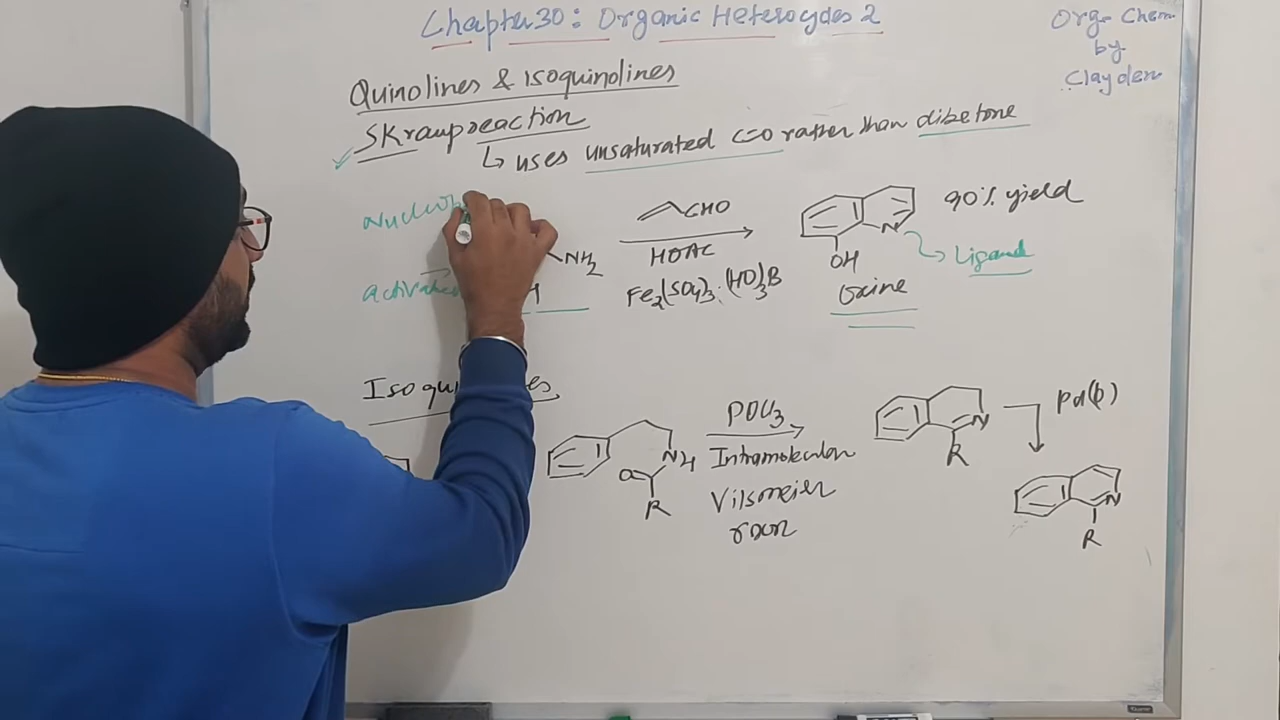 Chapter 30: Organic Heterocycles 2
Org. Chem
by
Clayden
Quinolines & Isoquinolines
SKraup reaction
↳ uses unsaturated C=O rather than diketone
CHO
HOAC
Fe2(SO4)3. (HO)3B
NH2
N
OH
Oxine
90% yield
Ligand
POCl3
Intramolecular
Vilsmeier
rxon
NH
O
R
N
R
Pd(0)
N
R